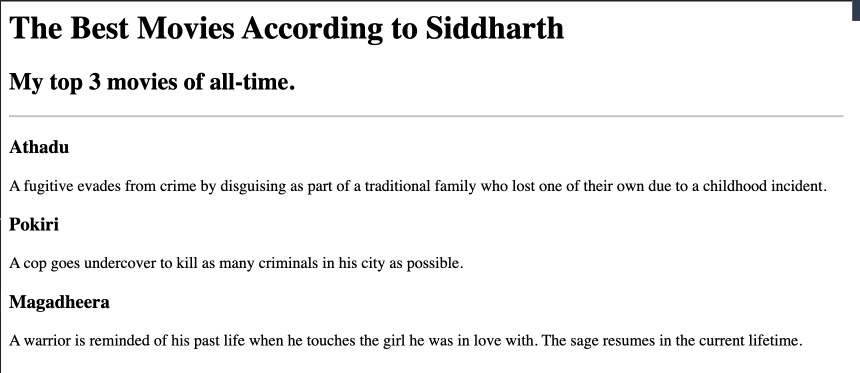 The Best Movies According to Siddharth
My top 3 movies of all-time.
Athadu
A fugitive evades from crime by disguising as part of a traditional family who lost one of their own due to a childhood incident.
Pokiri
A cop goes undercover to kill as many criminals in his city as possible.
Magadheera
A warrior is reminded of his past life when he touches the girl he was in love with. The sage resumes in the current lifetime.